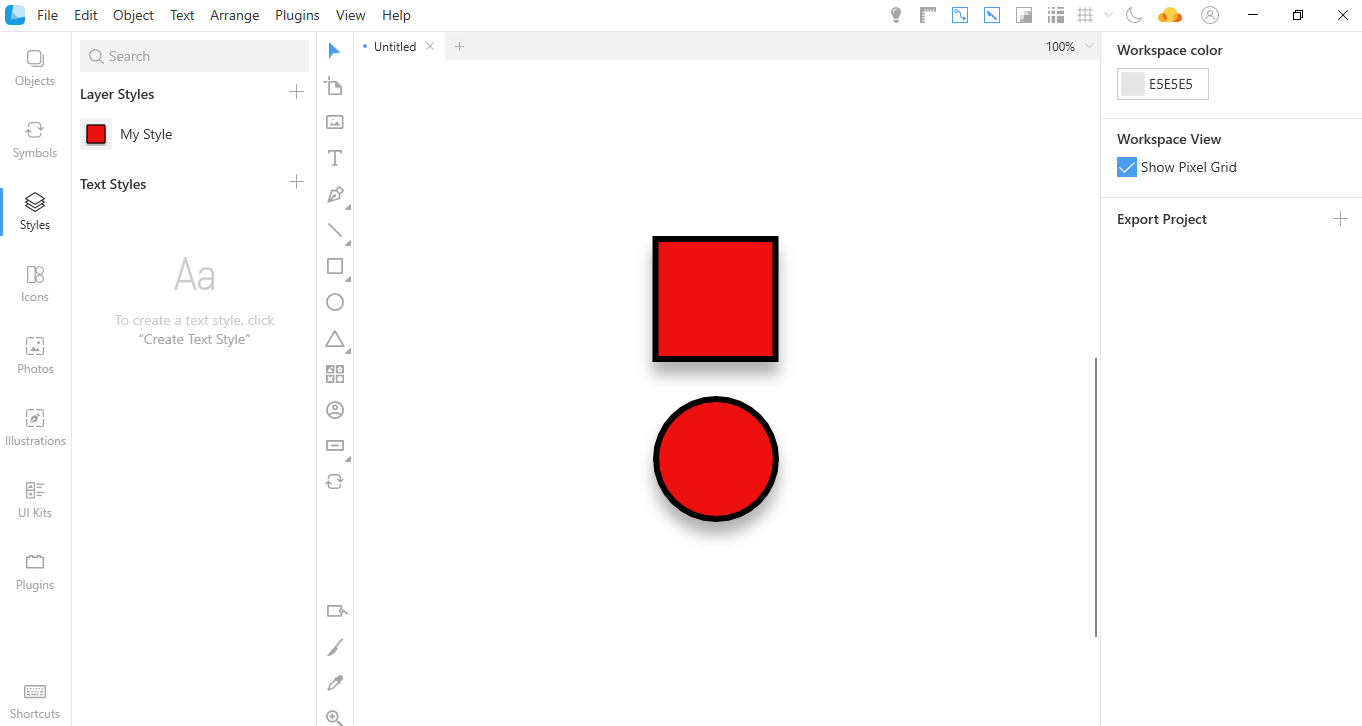 File Edit Object Text Arrange Plugins View Help
Objects
Symbols
Styles
Icons
Photos
Illustrations
UI Kits
Plugins
Shortcuts
Search
Layer Styles
My Style
Text Styles
Aa
To create a text style, click
“Create Text Style”
Untitled
100%
Workspace color
E5E5E5
Workspace View
Show Pixel Grid
Export Project